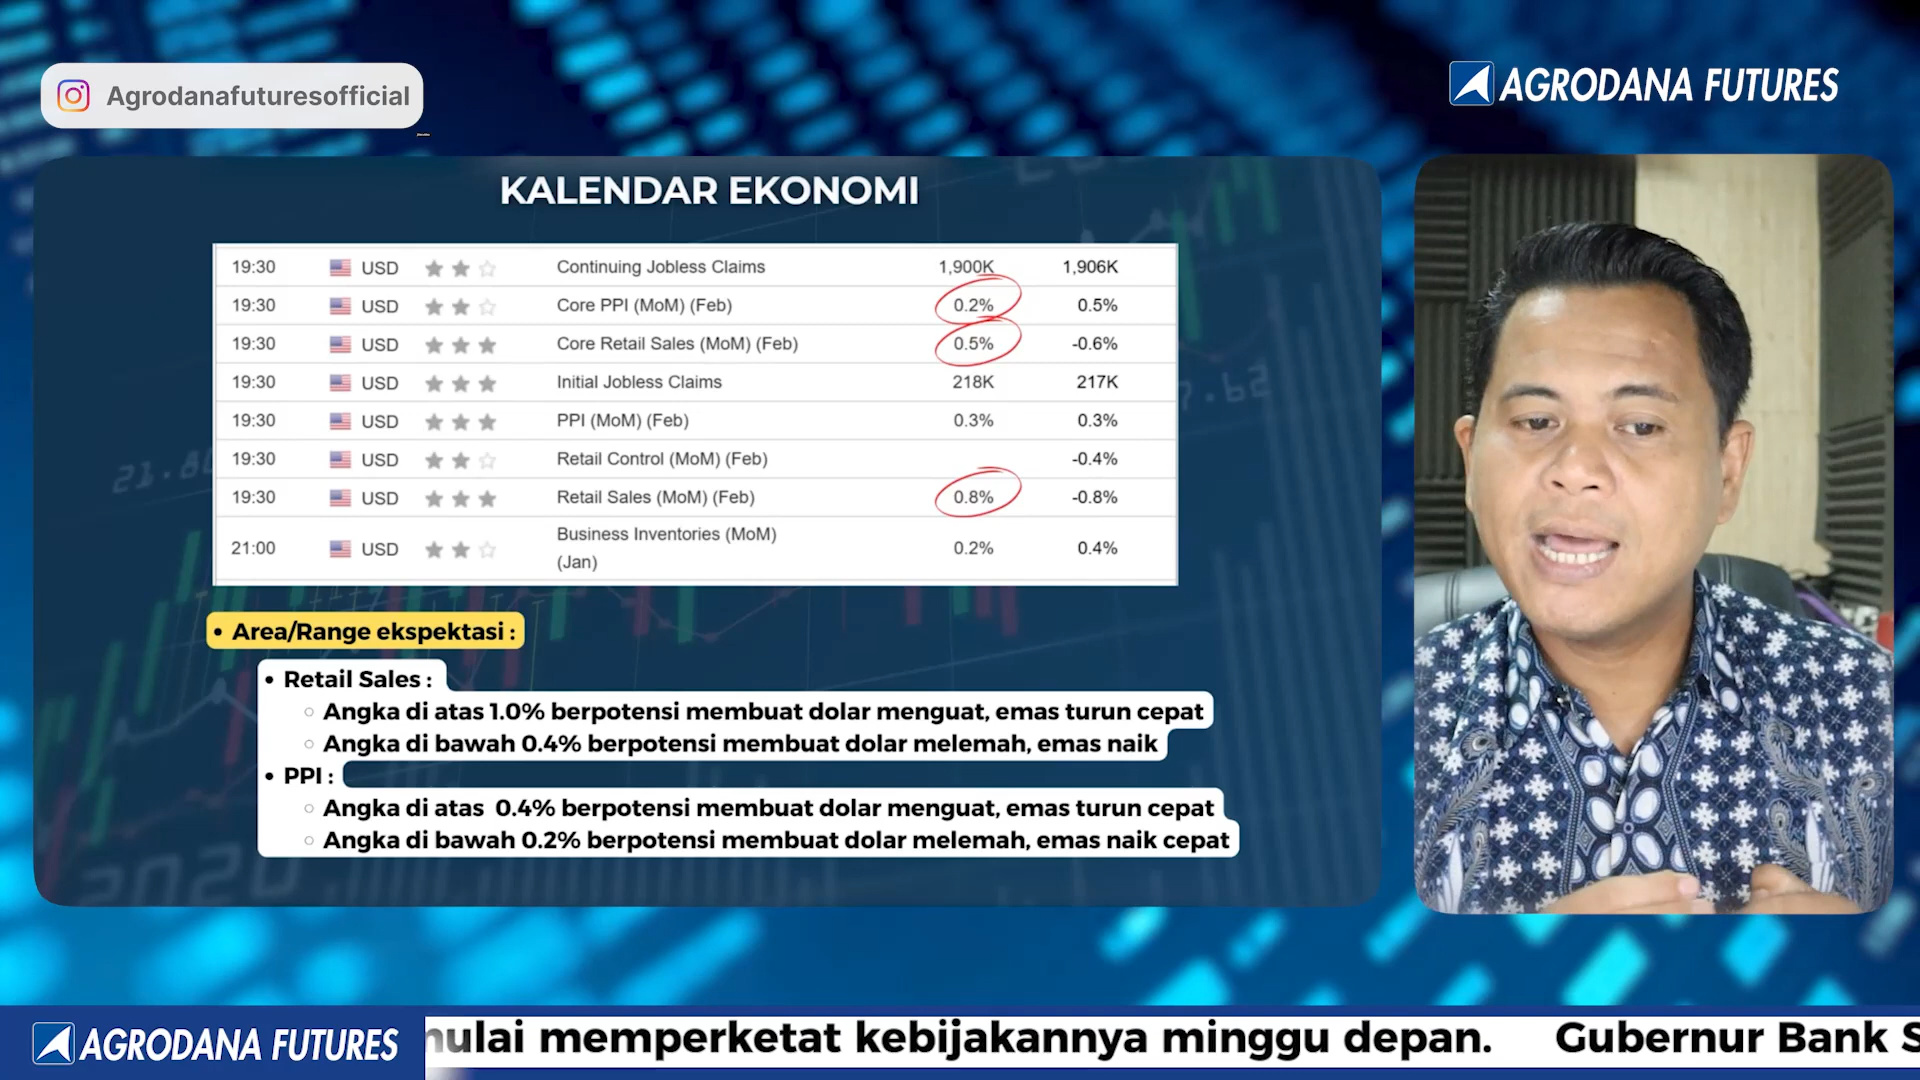 Agrodanafuturesofficial
AGRODANA FUTURES
KALENDAR EKONOMI
19:30 USD Continuing Jobless Claims 1,900K 1,906K
19:30 USD Core PPI (MoM) (Feb) 0.2% 0.5%
19:30 USD Core Retail Sales (MoM) (Feb) 0.5% -0.6%
19:30 USD Initial Jobless Claims 218K 217K
19:30 USD PPI (MoM) (Feb) 0.3% 0.3%
19:30 USD Retail Control (MoM) (Feb) -0.4%
19:30 USD Retail Sales (MoM) (Feb) 0.8% -0.8%
21:00 USD Business Inventories (MoM) (Jan) 0.2% 0.4%
• Area/Range ekspektasi :
• Retail Sales :
○ Angka di atas 1.0% berpotensi membuat dolar menguat, emas turun cepat
○ Angka di bawah 0.4% berpotensi membuat dolar melemah, emas naik
• PPI :
○ Angka di atas 0.4% berpotensi membuat dolar menguat, emas turun cepat
○ Angka di bawah 0.2% berpotensi membuat dolar melemah, emas naik cepat
2020
AGRODANA FUTURES
mulai memperketat kebijakannya minggu depan. Gubernur Bank S